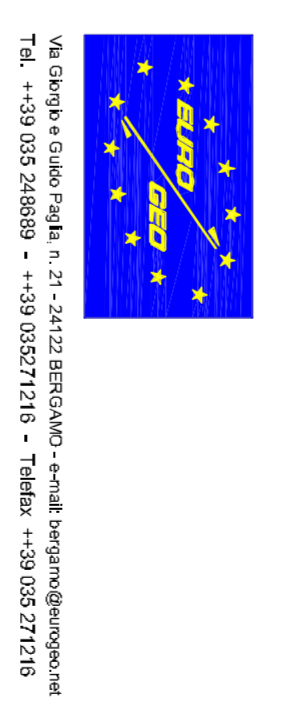 EURO
GEO
Via Giorgio e Guido Paglia, n. 21 - 24122 BERGAMO - e-mail: bergamo@eurogeo.net
Tel. ++39 035 248689 - ++39 035271216 - Telefax ++39 035 271216